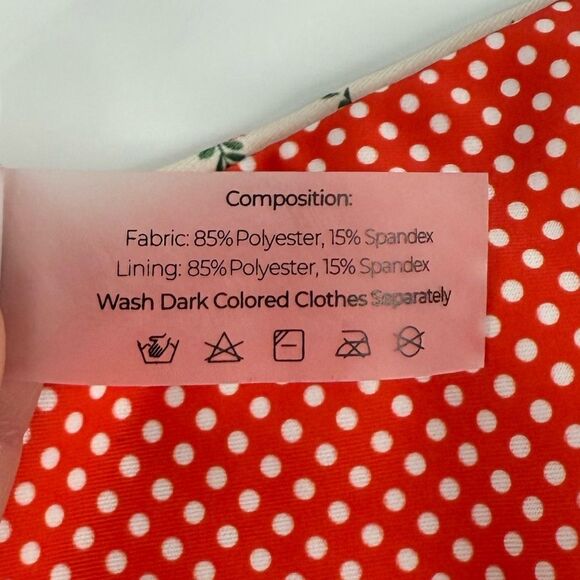 Composition:
Fabric: 85% Polyester, 15% Spandex
Lining: 85% Polyester, 15% Spandex
Wash Dark Colored Clothes Separately